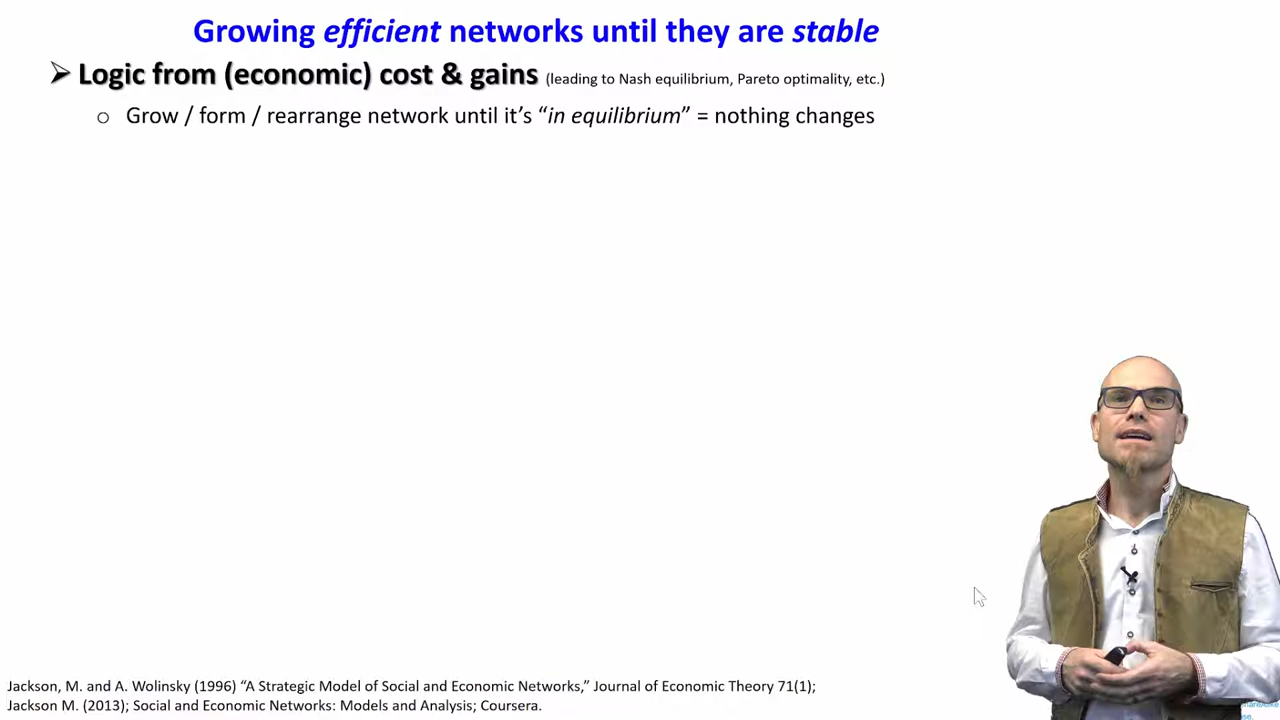 Growing efficient networks until they are stable
➤ Logic from (economic) cost & gains (leading to Nash equilibrium, Pareto optimality, etc.)
o Grow / form / rearrange network until it’s “in equilibrium” = nothing changes
Jackson, M. and A. Wolinsky (1996) “A Strategic Model of Social and Economic Networks,” Journal of Economic Theory 71(1);
Jackson M. (2013); Social and Economic Networks: Models and Analysis; Coursera.